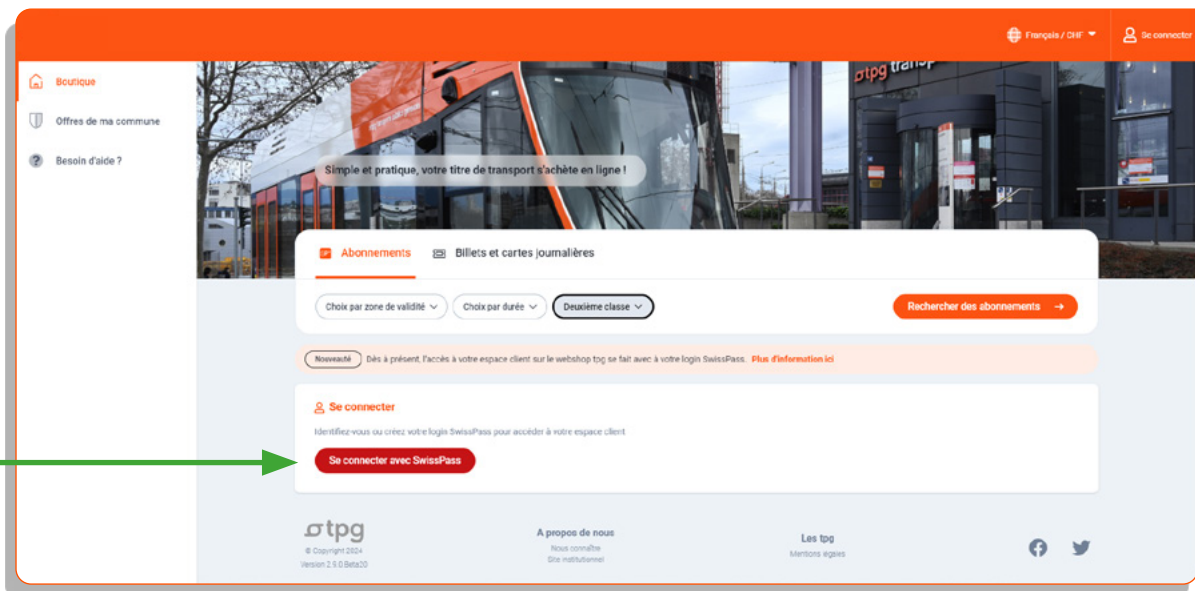 Français / CHF
Se connecter
Boutique
Offres de ma commune
Besoin d'aide ?
tpg transp
Simple et pratique, votre titre de transport s'achète en ligne !
Abonnements
Billets et cartes journalières
Choix par zone de validité
Choix par durée
Deuxième classe
Rechercher des abonnements →
Nouveauté Dès à présent, l'accès à votre espace client sur le webshop tpg se fait avec à votre login SwissPass. Plus d'information ici
Se connecter
Identifiez-vous ou créez votre login SwissPass pour accéder à votre espace client
Se connecter avec SwissPass
tpg
© Copyright 2024
Version 2.9.0.Beta20
A propos de nous
Nous connaître
Site institutionnel
Les tpg
Mentions légales